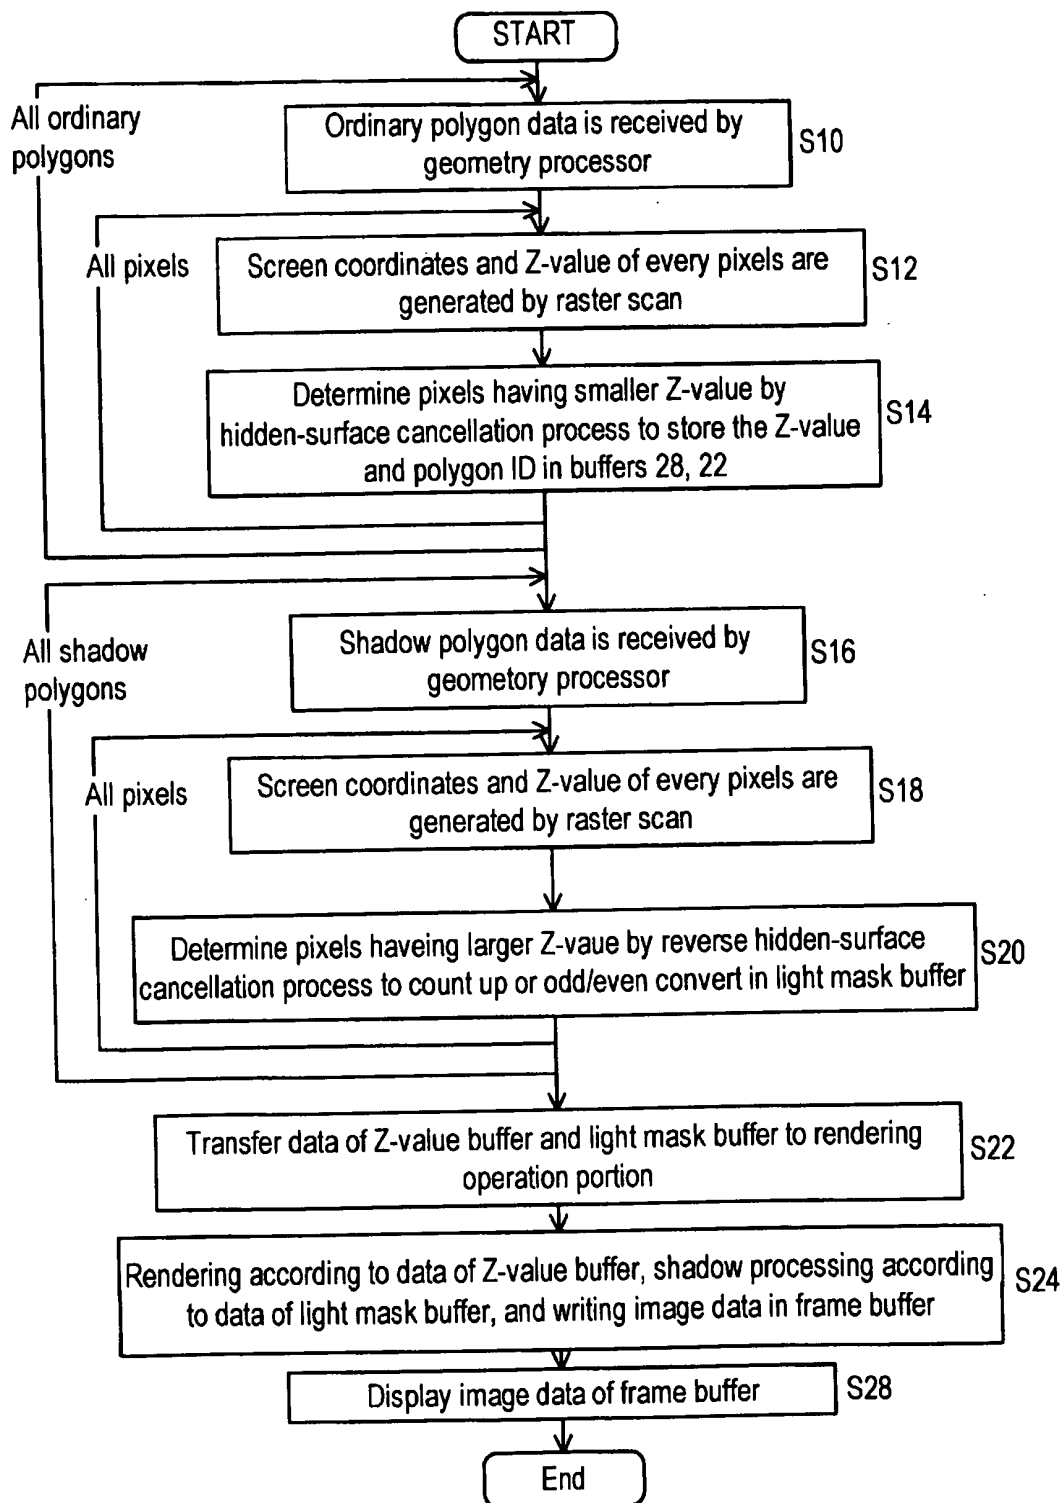 START
All ordinary
polygons
Ordinary polygon data is received by
geometry processor
S10
All pixels
Screen coordinates and Z-value of every pixels are
generated by raster scan
S12
Determine pixels having smaller Z-value by
hidden-surface cancellation process to store the Z-value
and polygon ID in buffers 28, 22
S14
All shadow
polygons
Shadow polygon data is received by
geometory processor
S16
All pixels
Screen coordinates and Z-value of every pixels are
generated by raster scan
S18
Determine pixels haveing larger Z-vaue by reverse hidden-surface
cancellation process to count up or odd/even convert in light mask buffer
S20
Transfer data of Z-value buffer and light mask buffer to rendering
operation portion
S22
Rendering according to data of Z-value buffer, shadow processing according
to data of light mask buffer, and writing image data in frame buffer
S24
Display image data of frame buffer
S28
End